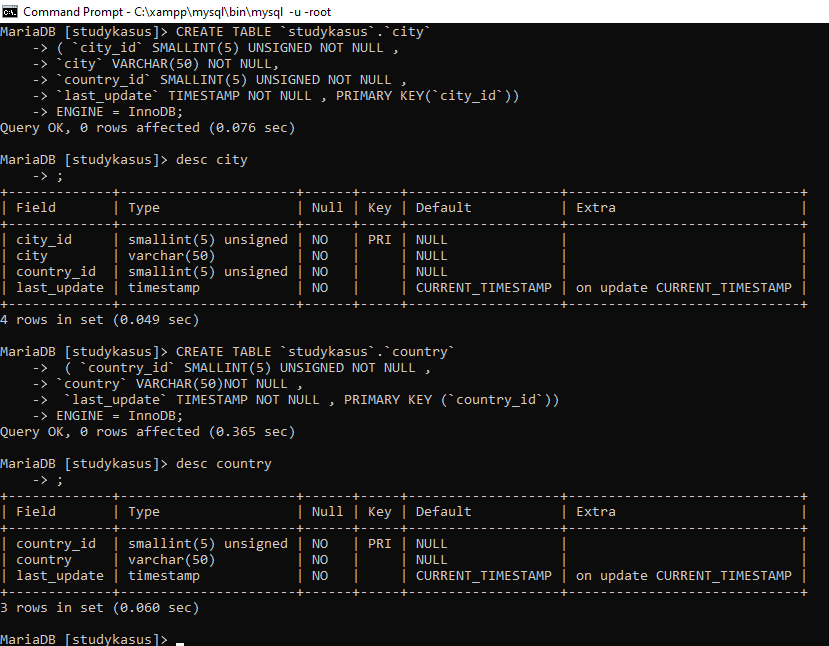 Command Prompt - C:\xampp\mysql\bin\mysql  -u -root
MariaDB [studykasus]> CREATE TABLE `studykasus`.`city`
    -> ( `city_id` SMALLINT(5) UNSIGNED NOT NULL ,
    -> `city` VARCHAR(50) NOT NULL,
    -> `country_id` SMALLINT(5) UNSIGNED NOT NULL ,
    -> `last_update` TIMESTAMP NOT NULL , PRIMARY KEY(`city_id`))
    -> ENGINE = InnoDB;
Query OK, 0 rows affected (0.076 sec)

MariaDB [studykasus]> desc city
    -> ;
+-------------+----------------------+------+-----+-------------------+-----------------------------+
| Field       | Type                 | Null | Key | Default           | Extra                       |
+-------------+----------------------+------+-----+-------------------+-----------------------------+
| city_id     | smallint(5) unsigned | NO   | PRI | NULL              |                             |
| city        | varchar(50)          | NO   |     | NULL              |                             |
| country_id  | smallint(5) unsigned | NO   |     | NULL              |                             |
| last_update | timestamp            | NO   |     | CURRENT_TIMESTAMP | on update CURRENT_TIMESTAMP |
+-------------+----------------------+------+-----+-------------------+-----------------------------+
4 rows in set (0.049 sec)

MariaDB [studykasus]> CREATE TABLE `studykasus`.`country`
    ->  ( `country_id` SMALLINT(5) UNSIGNED NOT NULL ,
    -> `country` VARCHAR(50)NOT NULL ,
    ->  `last_update` TIMESTAMP NOT NULL , PRIMARY KEY (`country_id`))
    -> ENGINE = InnoDB;
Query OK, 0 rows affected (0.365 sec)

MariaDB [studykasus]> desc country
    -> ;
+-------------+----------------------+------+-----+-------------------+-----------------------------+
| Field       | Type                 | Null | Key | Default           | Extra                       |
+-------------+----------------------+------+-----+-------------------+-----------------------------+
| country_id  | smallint(5) unsigned | NO   | PRI | NULL              |                             |
| country     | varchar(50)          | NO   |     | NULL              |                             |
| last_update | timestamp            | NO   |     | CURRENT_TIMESTAMP | on update CURRENT_TIMESTAMP |
+-------------+----------------------+------+-----+-------------------+-----------------------------+
3 rows in set (0.060 sec)

MariaDB [studykasus]> _